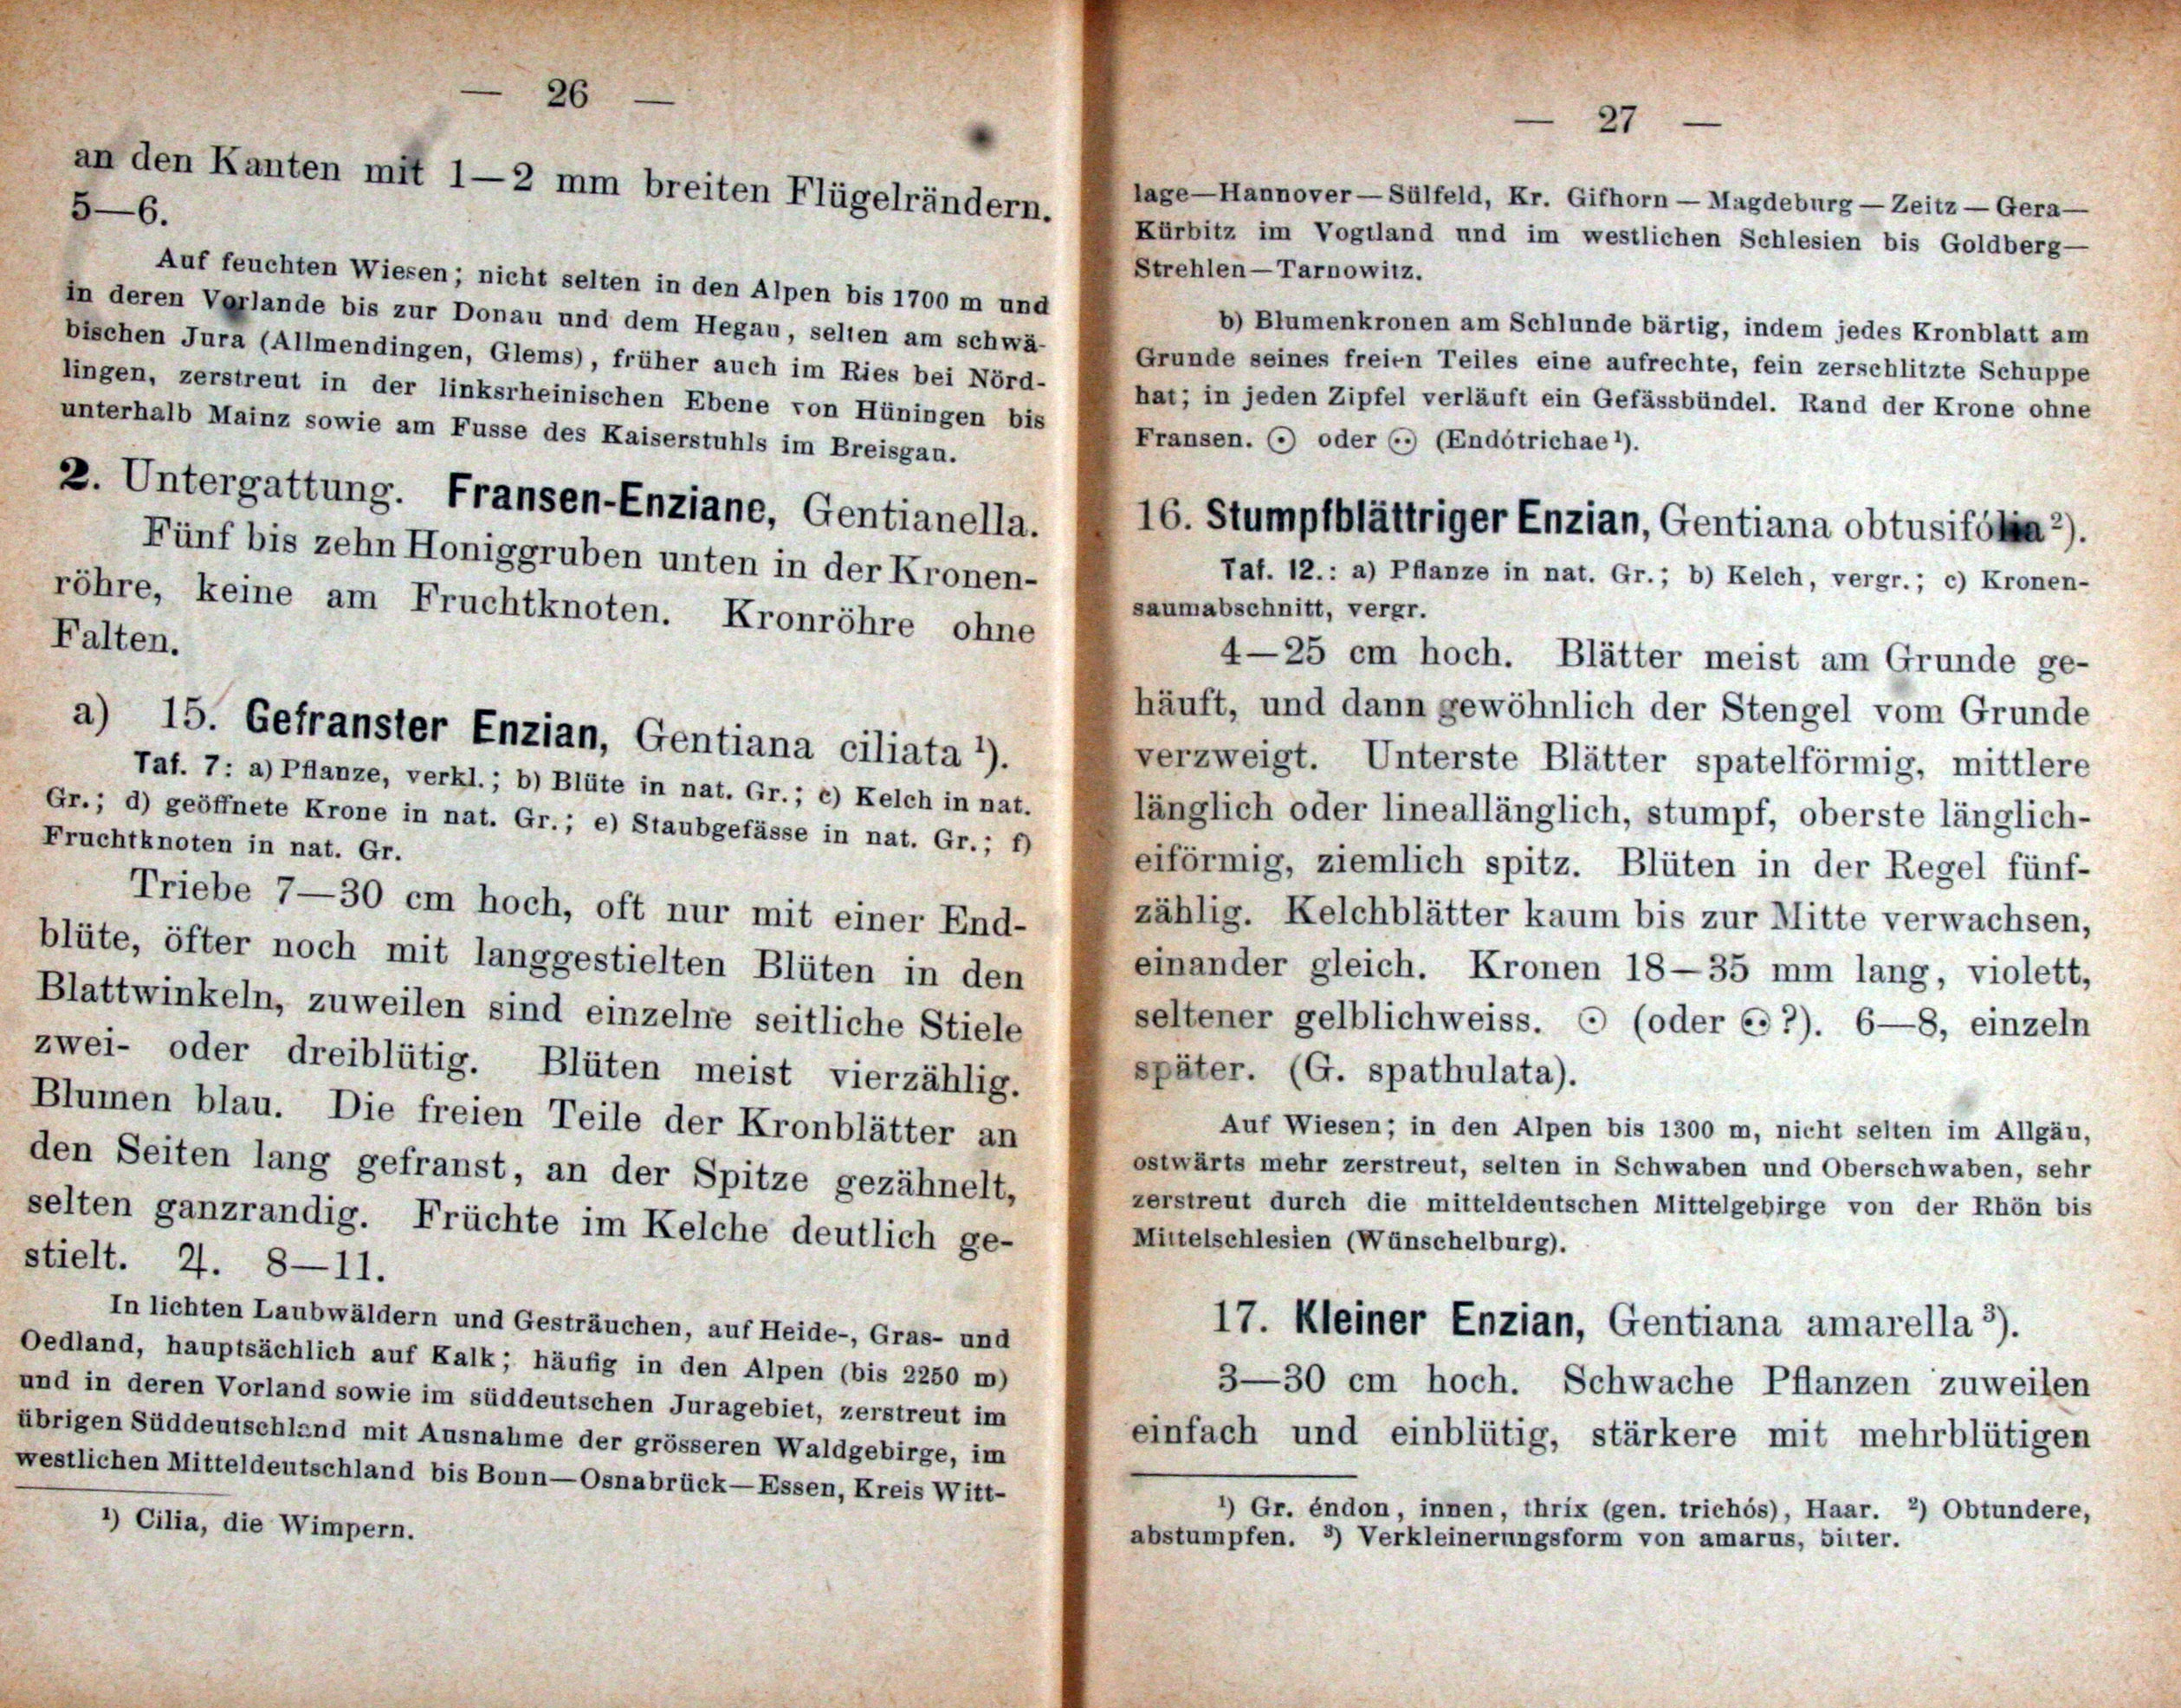 — 26 —
an den Kanten mit 1—2 mm breiten Flügelrändern.
5—6.
Auf feuchten Wiesen; nicht selten in den Alpen bis 1700 m und
in deren Vorlande bis zur Donau und dem Hegau, selten am schwä-
bischen Jura (Allmendingen, Glems), früher auch im Ries bei Nörd-
lingen, zerstreut in der linksrheinischen Ebene von Hüningen bis
unterhalb Mainz sowie am Fusse des Kaiserstuhls im Breisgau.
2. Untergattung. Fransen-Enziane, Gentianella.
Fünf bis zehn Honiggruben unten in der Kronen-
röhre, keine am Fruchtknoten. Kronröhre ohne
Falten.
a) 15. Gefranster Enzian, Gentiana ciliata ¹).
Taf. 7: a) Pflanze, verkl.; b) Blüte in nat. Gr.; c) Kelch in nat.
Gr.; d) geöffnete Krone in nat. Gr.; e) Staubgefässe in nat. Gr.; f)
Fruchtknoten in nat. Gr.
Triebe 7—30 cm hoch, oft nur mit einer End-
blüte, öfter noch mit langgestielten Blüten in den
Blattwinkeln, zuweilen sind einzelne seitliche Stiele
zwei- oder dreiblütig. Blüten meist vierzählig.
Blumen blau. Die freien Teile der Kronblätter an
den Seiten lang gefranst, an der Spitze gezähnelt,
selten ganzrandig. Früchte im Kelche deutlich ge-
stielt. ♃. 8—11.
In lichten Laubwäldern und Gesträuchen, auf Heide-, Gras- und
Oedland, hauptsächlich auf Kalk; häufig in den Alpen (bis 2250 m)
und in deren Vorland sowie im süddeutschen Juragebiet, zerstreut im
übrigen Süddeutschland mit Ausnahme der grösseren Waldgebirge, im
westlichen Mitteldeutschland bis Bonn—Osnabrück—Essen, Kreis Witt-
¹) Cilia, die Wimpern.
— 27 —
lage—Hannover—Sülfeld, Kr. Gifhorn—Magdeburg—Zeitz—Gera—
Kürbitz im Vogtland und im westlichen Schlesien bis Goldberg—
Strehlen—Tarnowitz.
b) Blumenkronen am Schlunde bärtig, indem jedes Kronblatt am
Grunde seines freien Teiles eine aufrechte, fein zerschlitzte Schuppe
hat; in jeden Zipfel verläuft ein Gefässbündel. Rand der Krone ohne
Fransen. ⊙ oder ⚇ (Endótrichae ¹).
16. Stumpfblättriger Enzian, Gentiana obtusifólia ²).
Taf. 12.: a) Pflanze in nat. Gr.; b) Kelch, vergr.; c) Kronen-
saumabschnitt, vergr.
4—25 cm hoch. Blätter meist am Grunde ge-
häuft, und dann gewöhnlich der Stengel vom Grunde
verzweigt. Unterste Blätter spatelförmig, mittlere
länglich oder lineallänglich, stumpf, oberste länglich-
eiförmig, ziemlich spitz. Blüten in der Regel fünf-
zählig. Kelchblätter kaum bis zur Mitte verwachsen,
einander gleich. Kronen 18—35 mm lang, violett,
seltener gelblichweiss. ⊙ (oder ⚇ ?). 6—8, einzeln
später. (G. spathulata).
Auf Wiesen; in den Alpen bis 1300 m, nicht selten im Allgäu,
ostwärts mehr zerstreut, selten in Schwaben und Oberschwaben, sehr
zerstreut durch die mitteldeutschen Mittelgebirge von der Rhön bis
Mittelschlesien (Wünschelburg).
17. Kleiner Enzian, Gentiana amarella ³).
3—30 cm hoch. Schwache Pflanzen zuweilen
einfach und einblütig, stärkere mit mehrblütigen
¹) Gr. éndon, innen, thrix (gen. trichós), Haar. ²) Obtundere,
abstumpfen. ³) Verkleinerungsform von amarus, bitter.